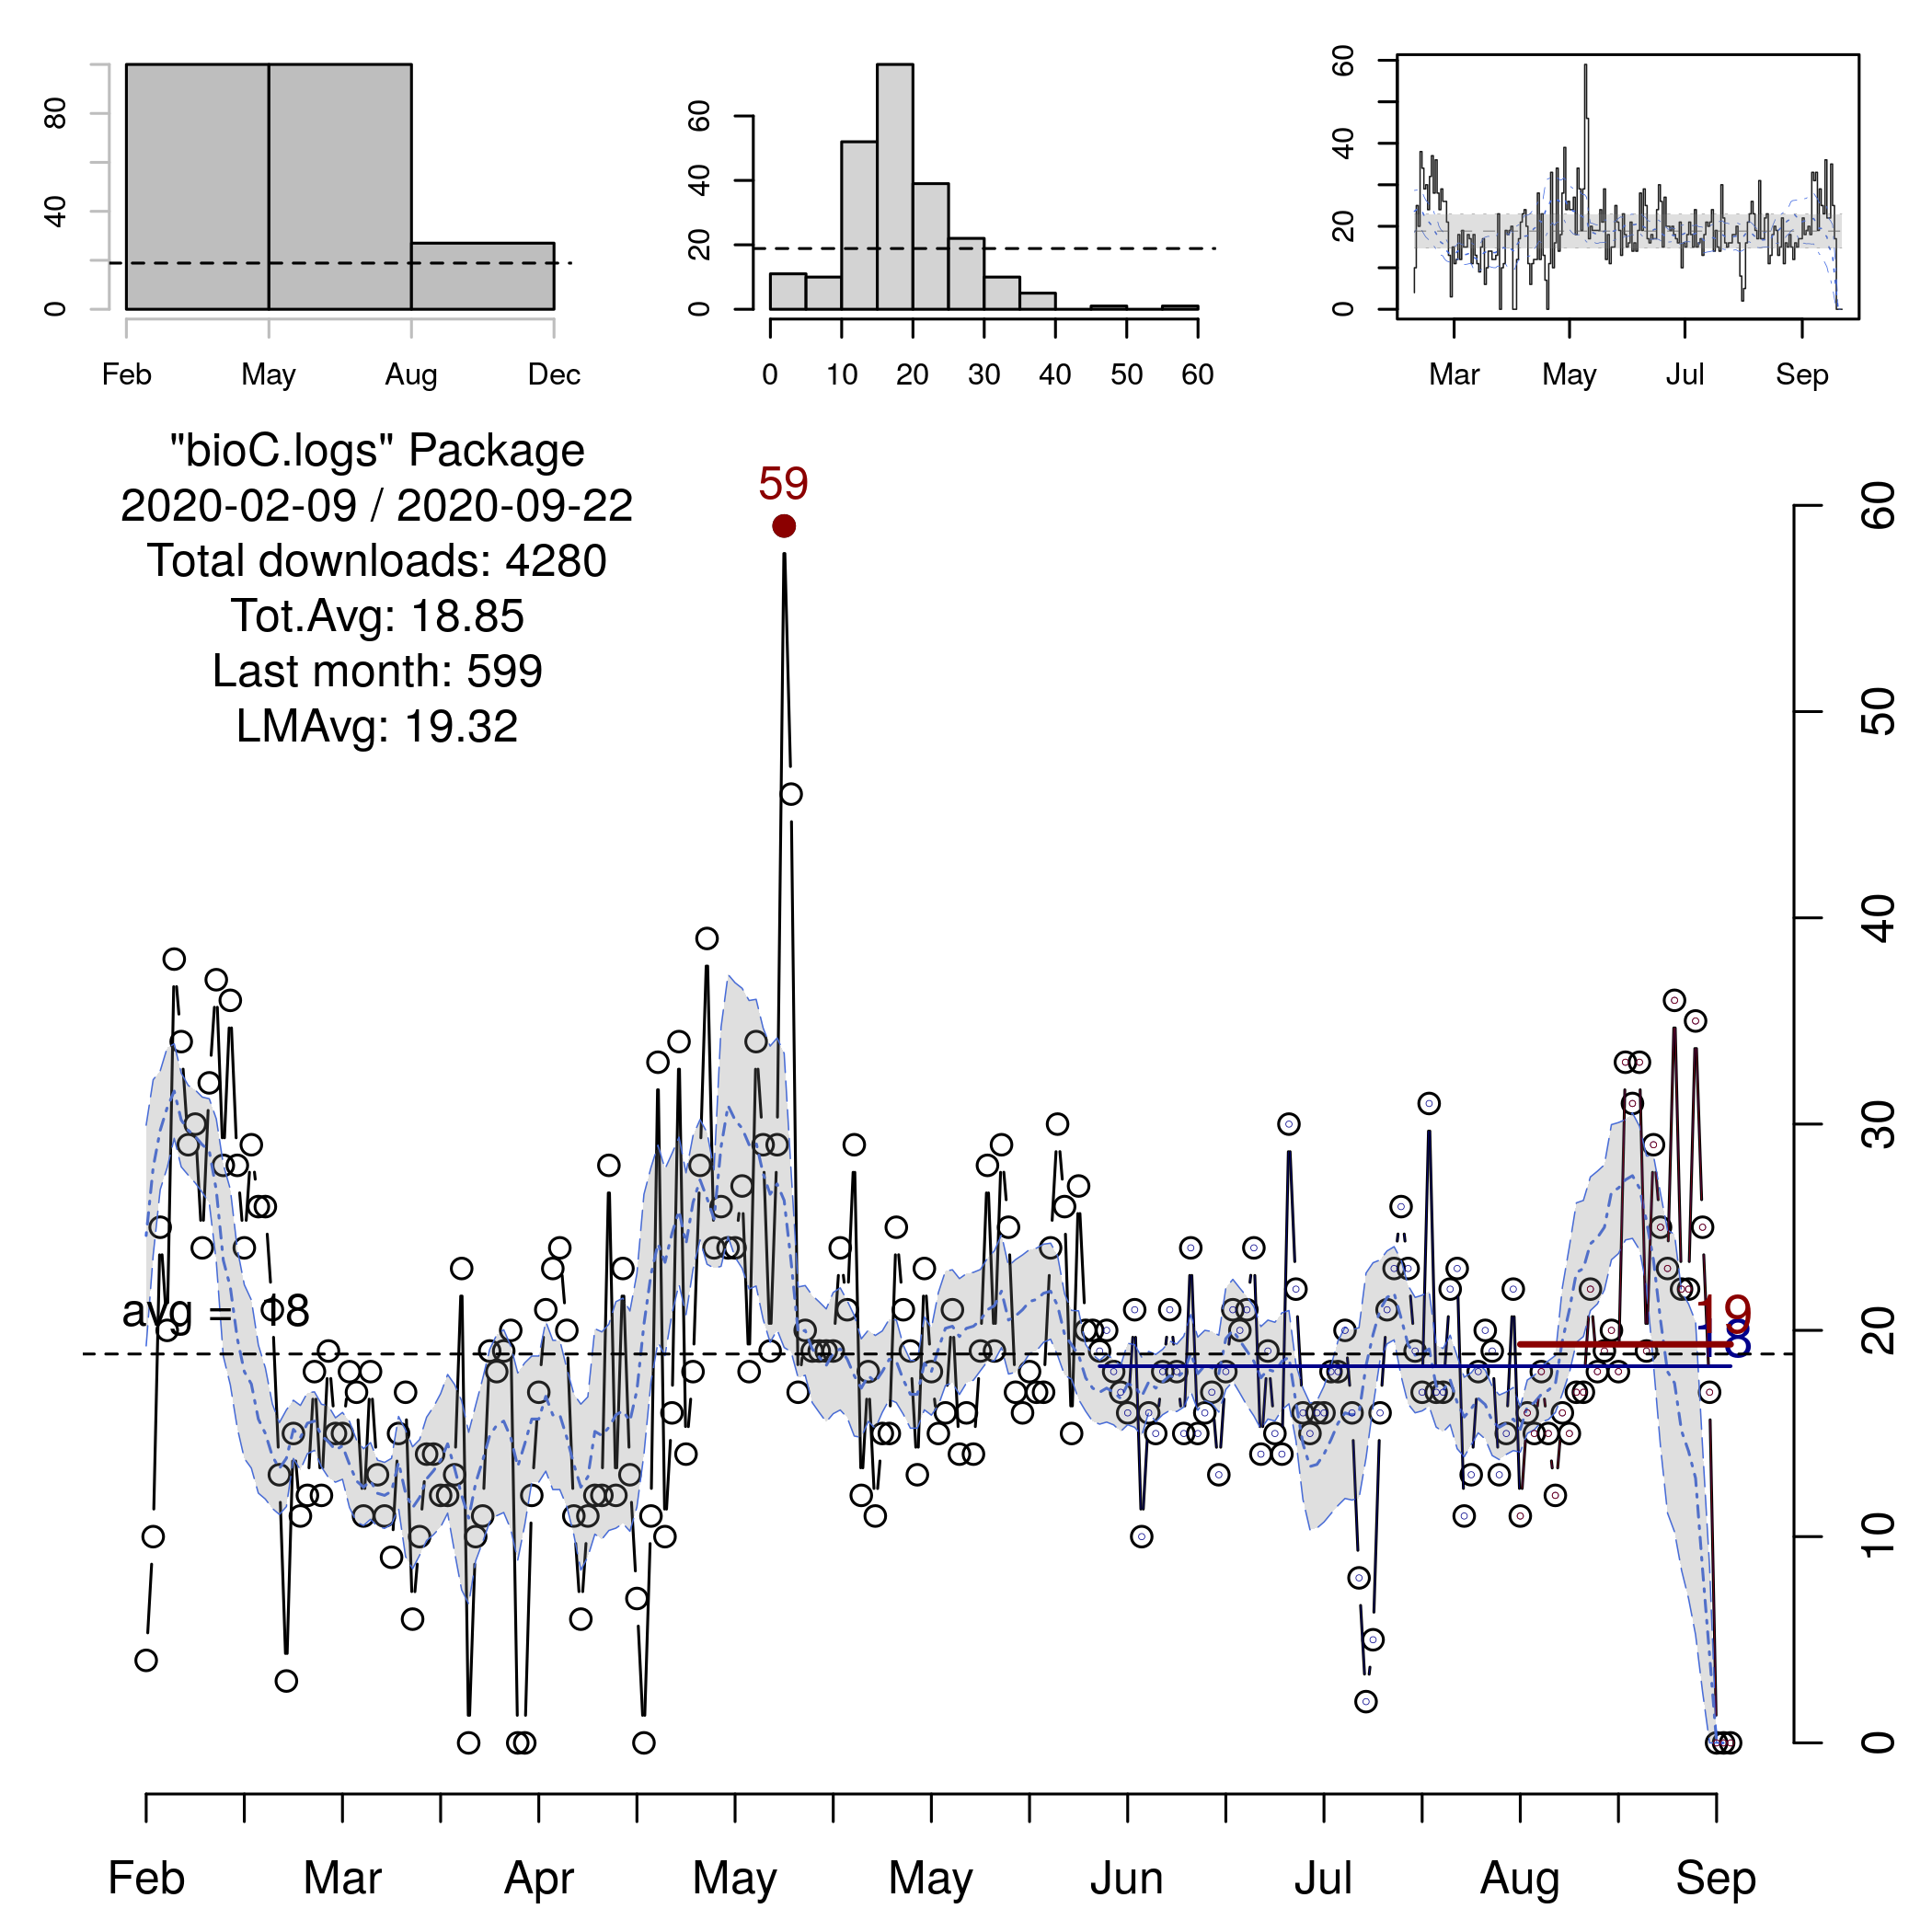 80
40
0
Feb May Aug Dec
60
40
20
0
0 10 20 30 40 50 60
60
40
20
0
Mar May Jul Sep
"bioC.logs" Package
2020-02-09 / 2020-09-22
Total downloads: 4280
Tot.Avg: 18.85
Last month: 599
LMAvg: 19.32
59
avg = 18
19
18
60
50
40
30
20
10
0
Feb Mar Apr May May Jun Jul Aug Sep